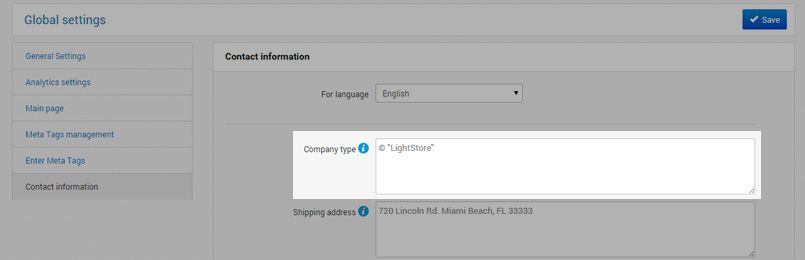 Global settings
Save
General Settings
Analytics settings
Main page
Meta Tags management
Enter Meta Tags
Contact information
Contact information
For language
English
Company type
© "LightStore"
Shipping address
720 Lincoln Rd. Miami Beach, FL 33333